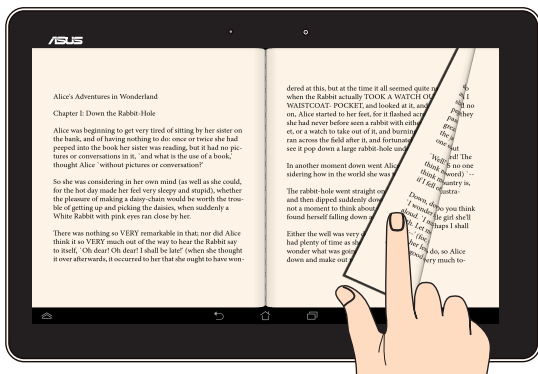 ASUS
Alice's Adventures in Wonderland
Chapter I: Down the Rabbit-Hole
Alice was beginning to get very tired of sitting by her sister on
the bank, and of having nothing to do: once or twice she had
peeped into the book her sister was reading, but it had no pic-
tures or conversations in it, `and what is the use of a book,'
thought Alice `without pictures or conversation?'
So she was considering in her own mind (as well as she could,
for the hot day made her feel very sleepy and stupid), whether
the pleasure of making a daisy-chain would be worth the trou-
ble of getting up and picking the daisies, when suddenly a
White Rabbit with pink eyes ran close by her.
There was nothing so VERY remarkable in that; nor did Alice
think it so VERY much out of the way to hear the Rabbit say
to itself, `Oh dear! Oh dear! I shall be late!' (when she thought
it over afterwards, it occurred to her that she ought to have won-
dered at this, but at the time it all seemed quite
when the Rabbit actually TOOK A WATCH
WAISTCOAT- POCKET, and looked at it, and
on, Alice started to her feet, for it flashed
she had never before seen a rabbit with
et, or a watch to take out of it, and burning
ran across the field after it, and
see it pop down a large rabbit-hole
In another moment down went Alice
sidering how in the world she was
The rabbit-hole went straight on
and then dipped suddenly
found herself falling down
Either the well was very
had plenty of time as
wonder what was
down and make out
you think
girl she'll
I shall
do, so Alice
very much to-